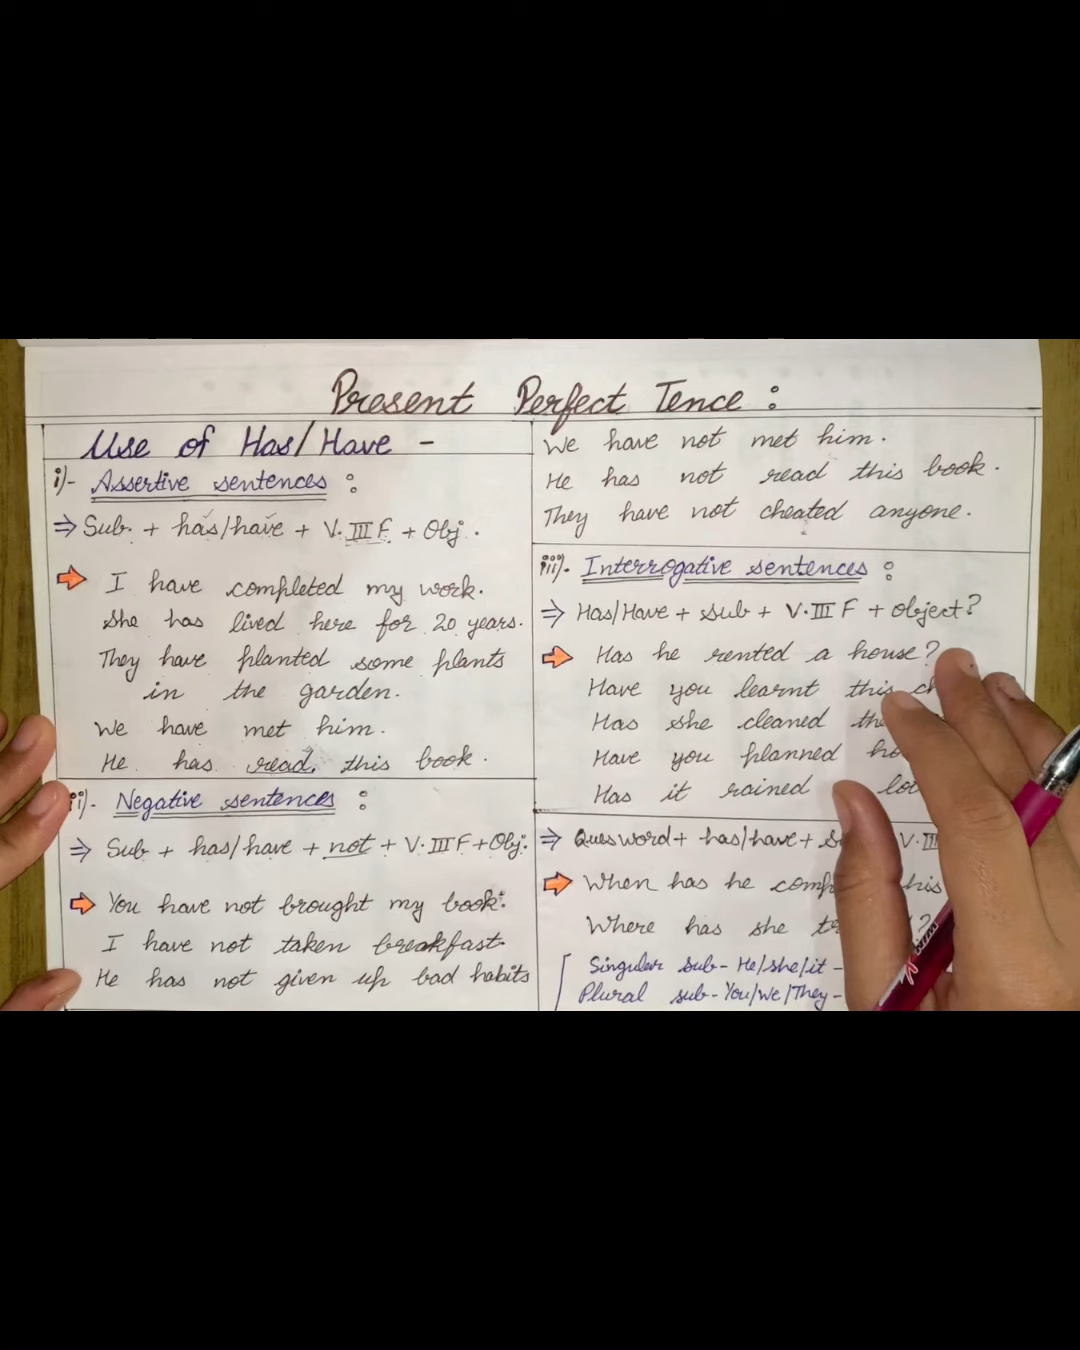 Present Perfect Tence :
Use of Has/Have -
i)- Assertive sentences :
⇒ Sub. + has/have + V. III F + Obj.
I have completed my work.
She has lived here for 20 years.
They have planted some plants
in the garden.
We have met him.
He has read this book.
ii)- Negative sentences :
⇒ Sub + has/have + not + V. III F + Obj.
You have not brought my book.
I have not taken breakfast.
He has not given up bad habits
We have not met him.
He has not read this book.
They have not cheated anyone.
iii)- Interrogative sentences :
⇒ Has/Have + sub + V. III F + object?
Has he rented a house?
Have you learnt this
Has she cleaned
Have you planned
Has it rained
⇒ Ques word + has/have + V. III
When has he
Where has she
Singular sub - He/she/it -
Plural sub - You/We/They -